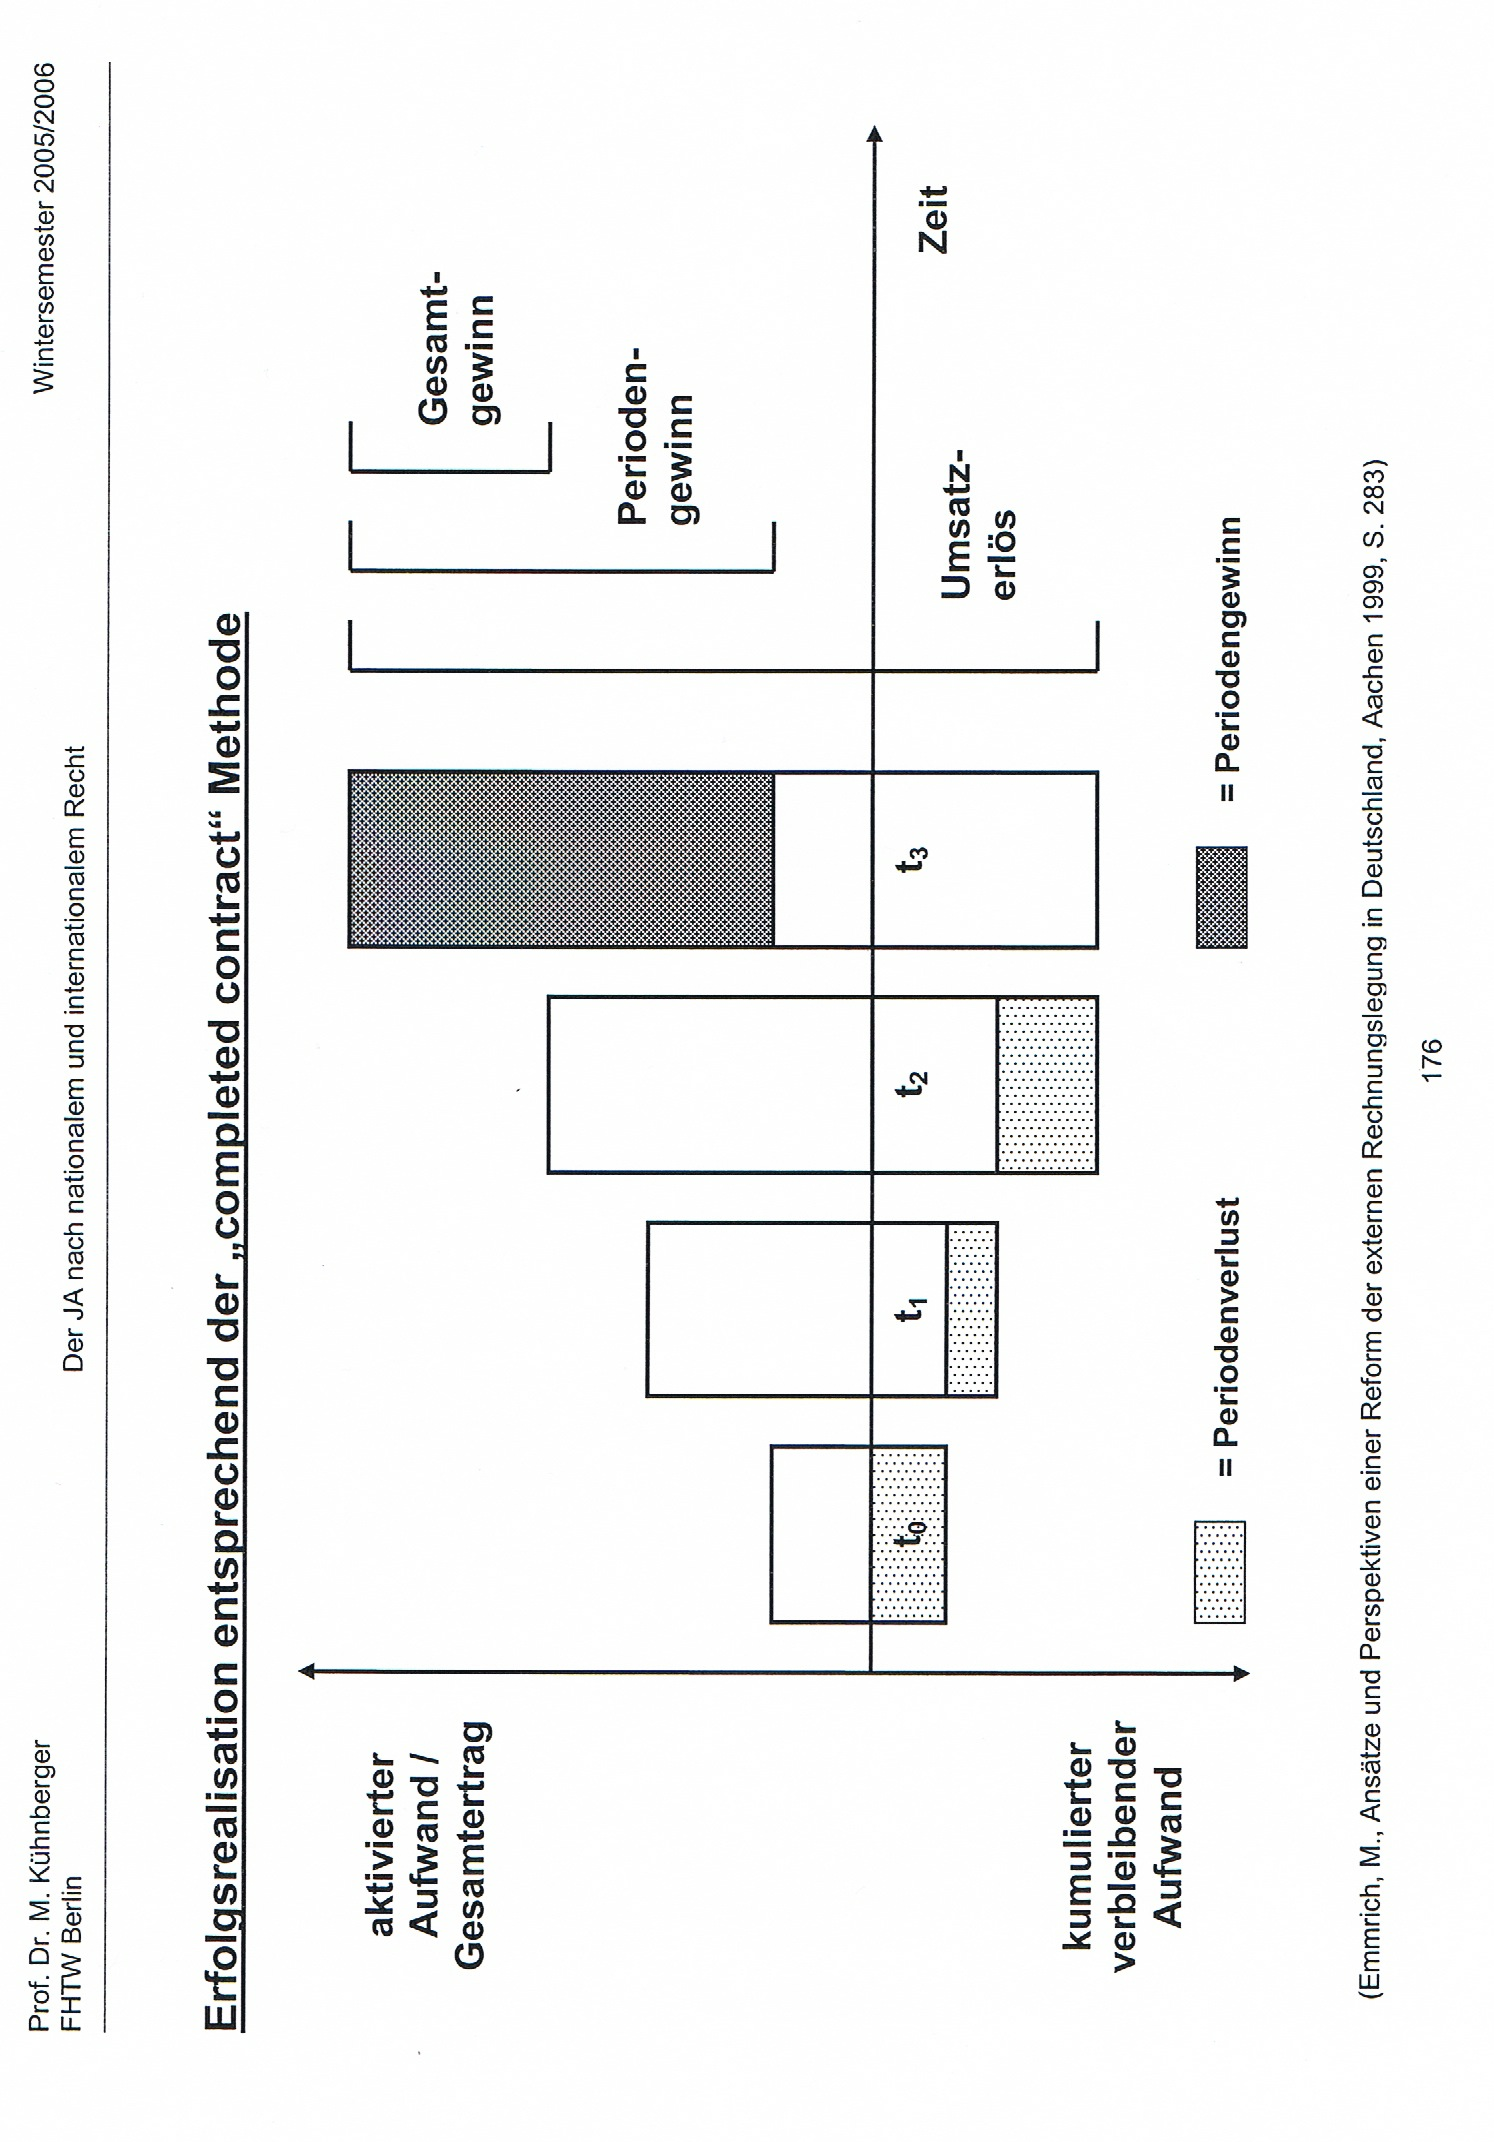 Prof. Dr. M. Kühnberger
FHTW Berlin
Der JA nach nationalem und internationalem Recht
Wintersemester 2005/2006
Erfolgsrealisation entsprechend der „completed contract“ Methode
aktivierter
Aufwand /
Gesamtertrag
Gesamt-
gewinn
Perioden-
gewinn
Zeit
Umsatz-
erlös
t0
t1
t2
t3
kumulierter
verbleibender
Aufwand
= Periodenverlust
= Periodengewinn
(Emmrich, M., Ansätze und Perspektiven einer Reform der externen Rechnungslegung in Deutschland, Aachen 1999, S. 283)
176